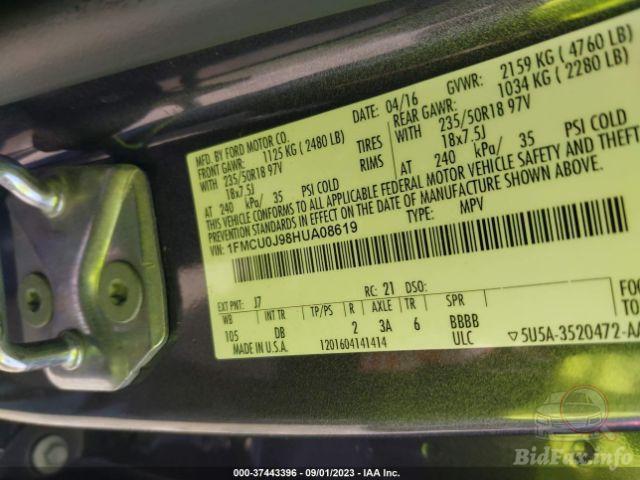 MFD. BY FORD MOTOR CO.
DATE: 04/16
GVWR: 2159 KG ( 4760 LB)
FRONT GAWR: 1125 KG ( 2480 LB)
REAR GAWR: 1034 KG ( 2280 LB)
WITH 235/50R18 97V TIRES
WITH 235/50R18 97V
18x7.5J RIMS
18x7.5J
AT 240 kPa/ 35 PSI COLD
AT 240 kPa/ 35 PSI COLD
THIS VEHICLE CONFORMS TO ALL APPLICABLE FEDERAL MOTOR VEHICLE SAFETY AND THEFT
PREVENTION STANDARDS IN EFFECT ON THE DATE OF MANUFACTURE SHOWN ABOVE.
VIN: 1FMCU0J98HUA08619
TYPE: MPV
EXT PNT: J7
RC: 21 DSO:
WB INT TR TP/PS R AXLE TR SPR
105 DB 2 3A 6 BBBB
MADE IN U.S.A. 1201604141414 ULC
5U5A-3520472-AA
000-37443396 - 09/01/2023 - IAA Inc.
BidFax.info